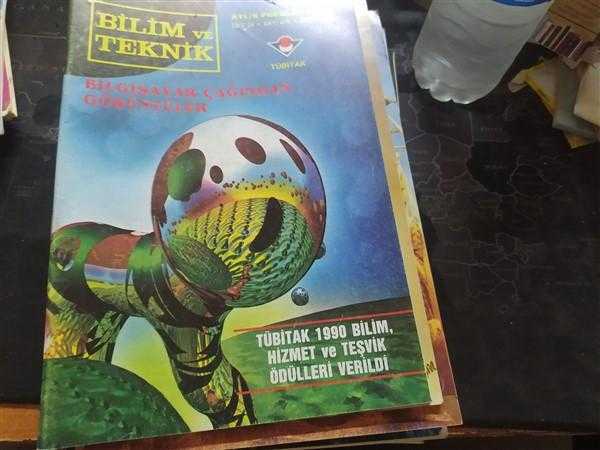 BİLİM VE
TEKNİK
AYLIK
TÜBİTAK
BİLGİSAYAR ÇAĞINDAN
GÖRÜNTÜLER
TÜBİTAK 1990 BİLİM,
HİZMET ve TEŞVİK
ÖDÜLLERİ VERİLDİ